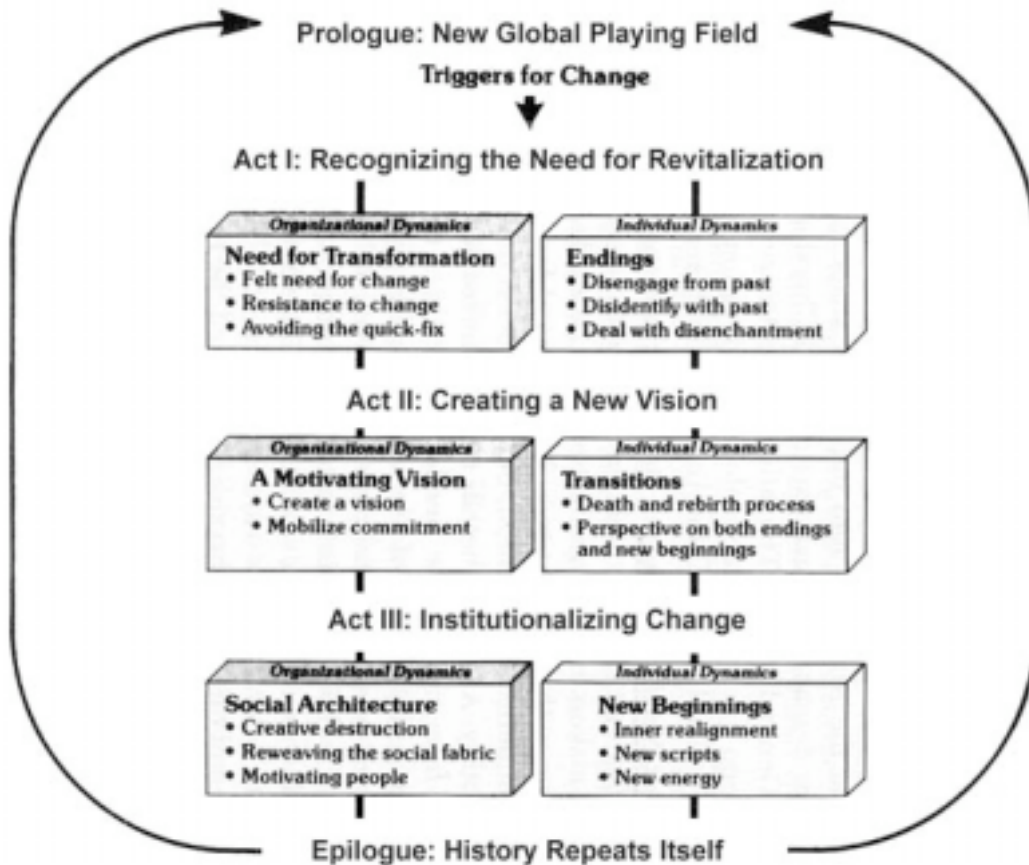 Prologue: New Global Playing Field
Triggers for Change
Act I: Recognizing the Need for Revitalization
Organizational Dynamics
Need for Transformation
• Felt need for change
• Resistance to change
• Avoiding the quick-fix
Individual Dynamics
Endings
• Disengage from past
• Disidentify with past
• Deal with disenchantment
Act II: Creating a New Vision
Organizational Dynamics
A Motivating Vision
• Create a vision
• Mobilize commitment
Individual Dynamics
Transitions
• Death and rebirth process
• Perspective on both endings
and new beginnings
Act III: Institutionalizing Change
Organizational Dynamics
Social Architecture
• Creative destruction
• Reweaving the social fabric
• Motivating people
Individual Dynamics
New Beginnings
• Inner realignment
• New scripts
• New energy
Epilogue: History Repeats Itself